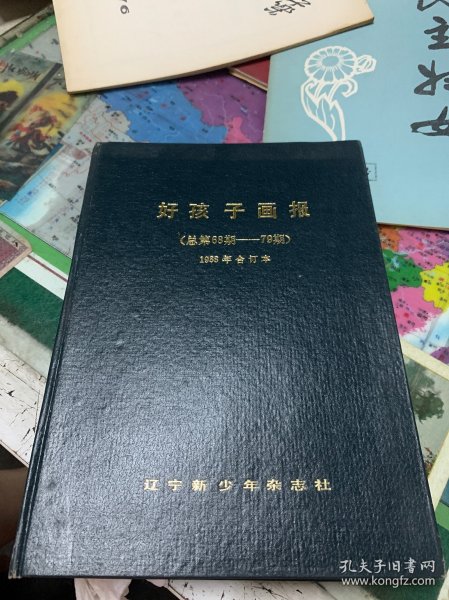 好孩子画报
（总第68期——79期）
1988年合订本
辽宁新少年杂志社
孔夫子旧书网
www.kongfz.com